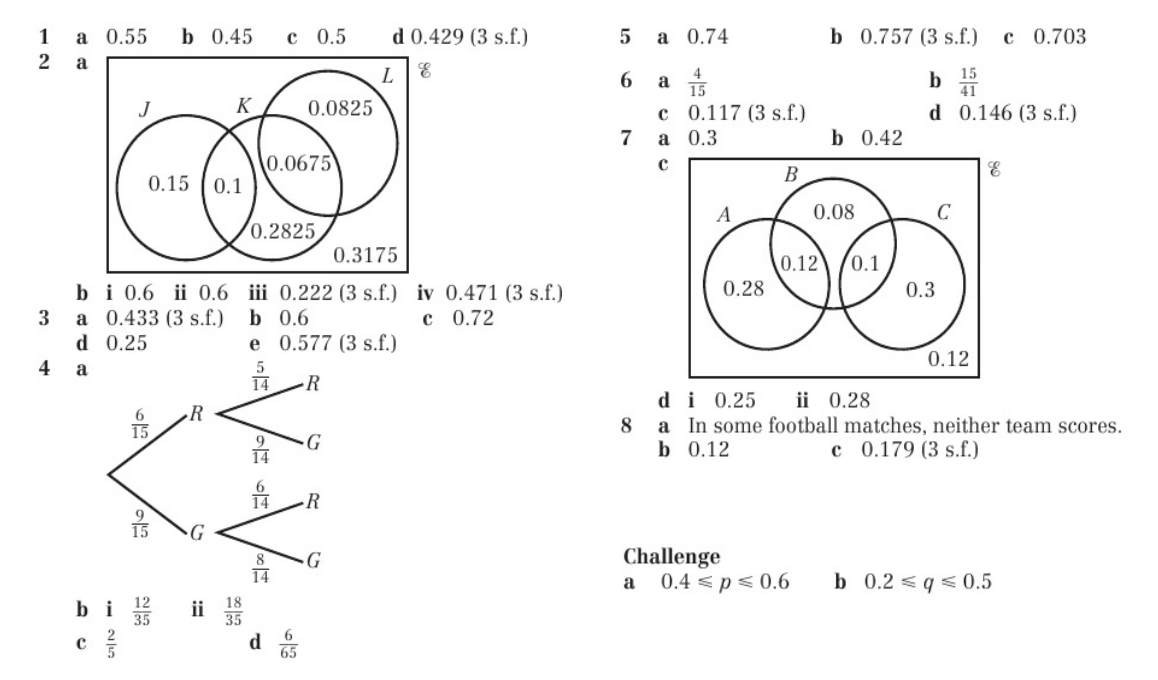 1 a 0.55 b 0.45 c 0.5 d 0.429 (3 s.f.)
2 a
ℰ
L
J K 0.0825
0.0675
0.15 0.1
0.2825
0.3175
b i 0.6 ii 0.6 iii 0.222 (3 s.f.) iv 0.471 (3 s.f.)
3 a 0.433 (3 s.f.) b 0.6 c 0.72
d 0.25 e 0.577 (3 s.f.)
4 a
5/14 R
6/15 R
9/14 G
6/14 R
9/15 G
8/14 G
b i 12/35 ii 18/35
c 2/5 d 6/65
5 a 0.74 b 0.757 (3 s.f.) c 0.703
6 a 4/15 b 15/41
c 0.117 (3 s.f.) d 0.146 (3 s.f.)
7 a 0.3 b 0.42
c
ℰ
B
A 0.08 C
0.12 0.1
0.28 0.3
0.12
d i 0.25 ii 0.28
8 a In some football matches, neither team scores.
b 0.12 c 0.179 (3 s.f.)
Challenge
a 0.4 ⩽ p ⩽ 0.6 b 0.2 ⩽ q ⩽ 0.5